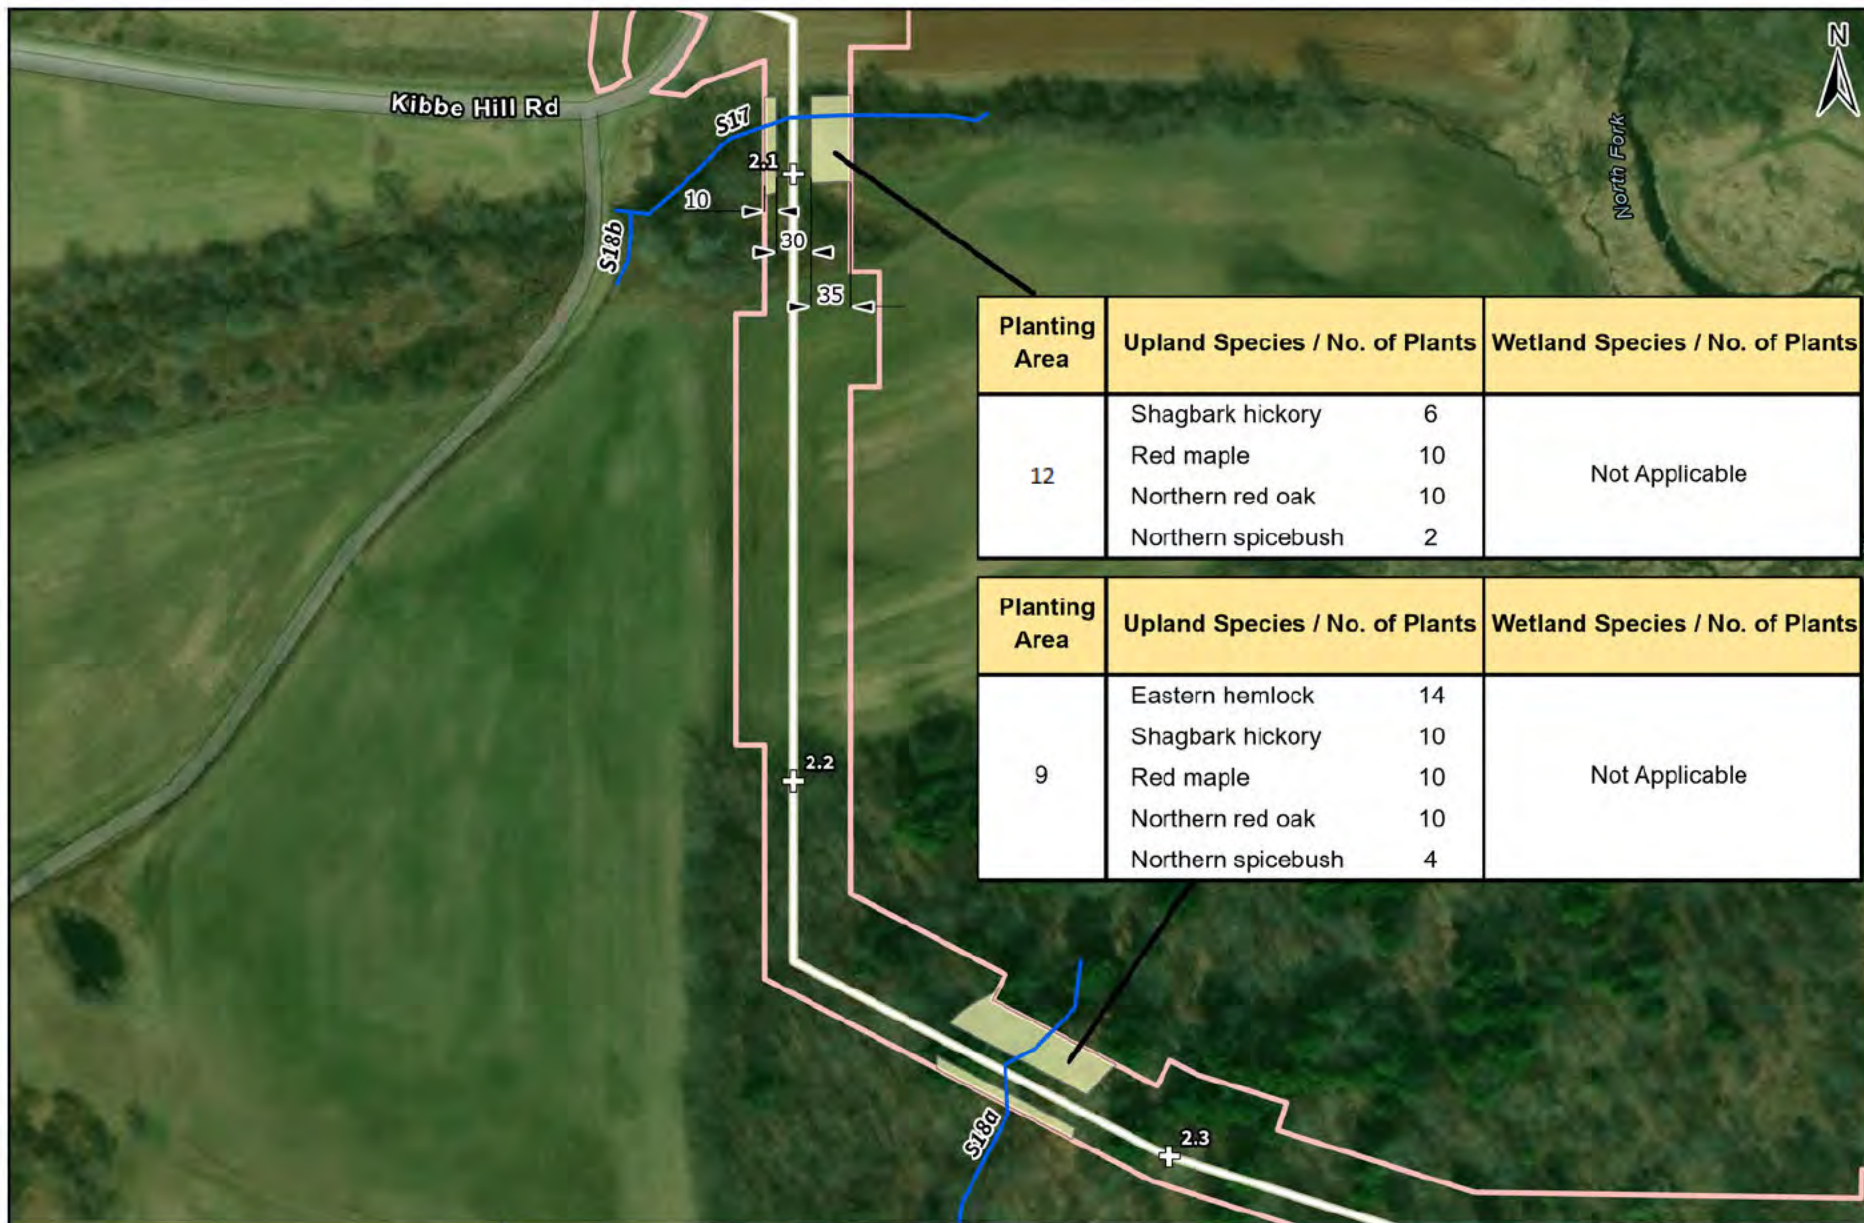 N
Kibbe Hill Rd
S17
North Fork
2.1
10
S18b
30
35
Planting Area
Upland Species / No. of Plants
Wetland Species / No. of Plants
12
Shagbark hickory 6
Red maple 10
Northern red oak 10
Northern spicebush 2
Not Applicable
Planting Area
Upland Species / No. of Plants
Wetland Species / No. of Plants
9
Eastern hemlock 14
Shagbark hickory 10
Red maple 10
Northern red oak 10
Northern spicebush 4
Not Applicable
2.2
S18a
2.3